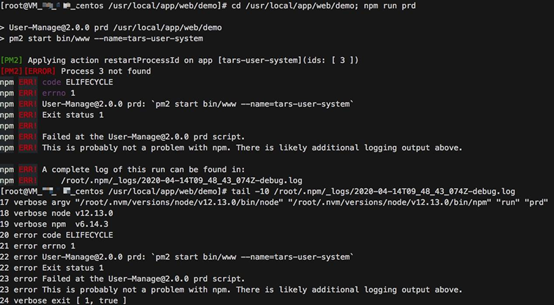 [root@VM_ _centos /usr/local/app/web/demo]# cd /usr/local/app/web/demo; npm run prd
> User-Manage@2.0.0 prd /usr/local/app/web/demo
> pm2 start bin/www --name=tars-user-system
[PM2] Applying action restartProcessId on app [tars-user-system](ids: [ 3 ])
[PM2][ERROR] Process 3 not found
npm ERR! code ELIFECYCLE
npm ERR! errno 1
npm ERR! User-Manage@2.0.0 prd: `pm2 start bin/www --name=tars-user-system`
npm ERR! Exit status 1
npm ERR!
npm ERR! Failed at the User-Manage@2.0.0 prd script.
npm ERR! This is probably not a problem with npm. There is likely additional logging output above.
npm ERR! A complete log of this run can be found in:
npm ERR!     /root/.npm/_logs/2020-04-14T09_48_43_074Z-debug.log
[root@VM_ _centos /usr/local/app/web/demo]# tail -10 /root/.npm/_logs/2020-04-14T09_48_43_074Z-debug.log
17 verbose argv "/root/.nvm/versions/node/v12.13.0/bin/node" "/root/.nvm/versions/node/v12.13.0/bin/npm" "run" "prd"
18 verbose node v12.13.0
19 verbose npm  v6.14.3
20 error code ELIFECYCLE
21 error errno 1
22 error User-Manage@2.0.0 prd: `pm2 start bin/www --name=tars-user-system`
22 error Exit status 1
23 error Failed at the User-Manage@2.0.0 prd script.
23 error This is probably not a problem with npm. There is likely additional logging output above.
24 verbose exit [ 1, true ]